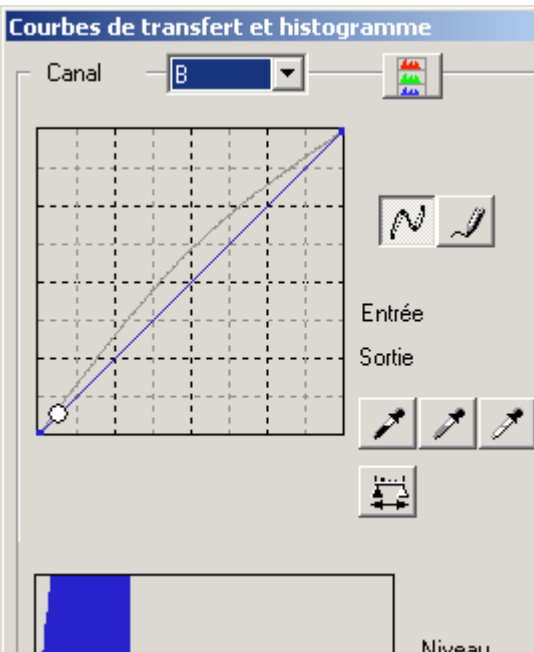 Courbes de transfert et histogramme
Canal B
Entrée
Sortie
Niveau